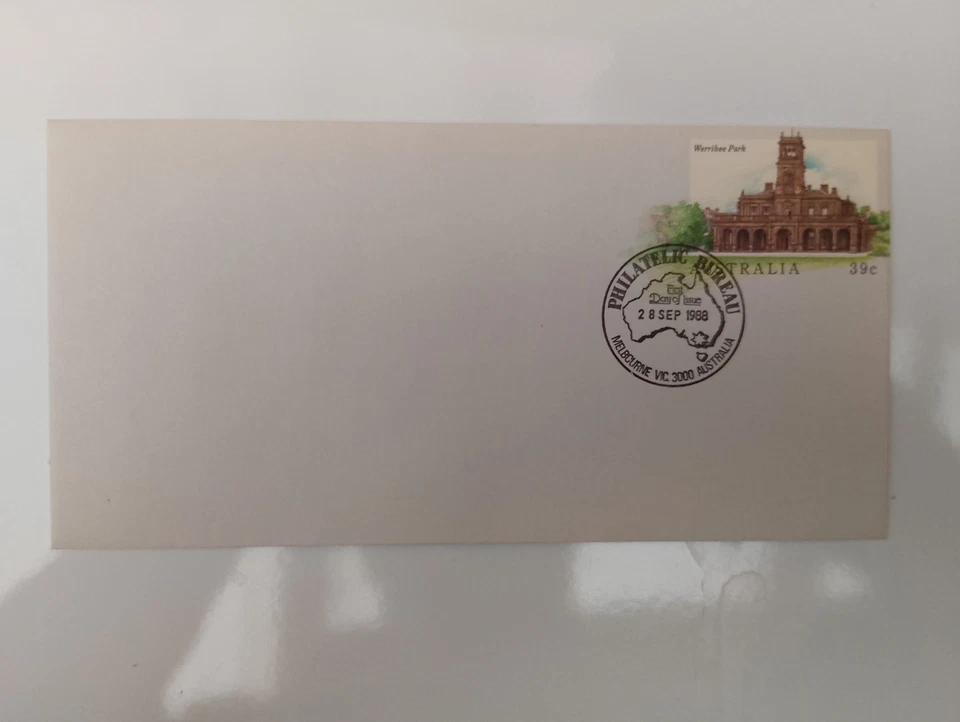 Werribee Park
AUSTRALIA 39c
PHILATELIC BUREAU
First
Day of Issue
28 SEP 1988
MELBOURNE VIC. 3000 AUSTRALIA